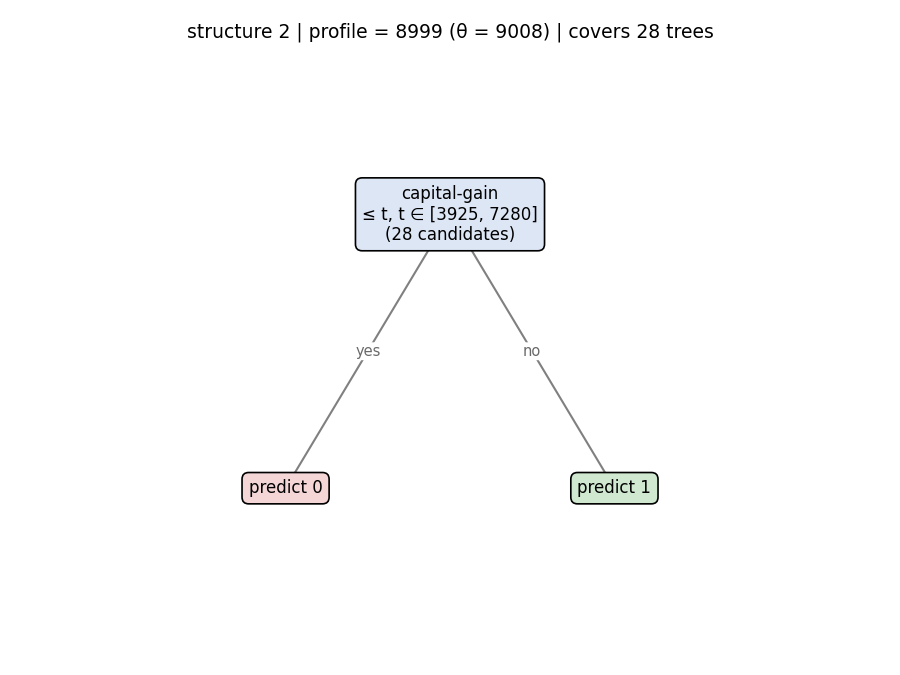 structure 2 | profile = 8999 (θ = 9008) | covers 28 trees
capital-gain
≤ t, t ∈ [3925, 7280]
(28 candidates)
yes
no
predict 0
predict 1